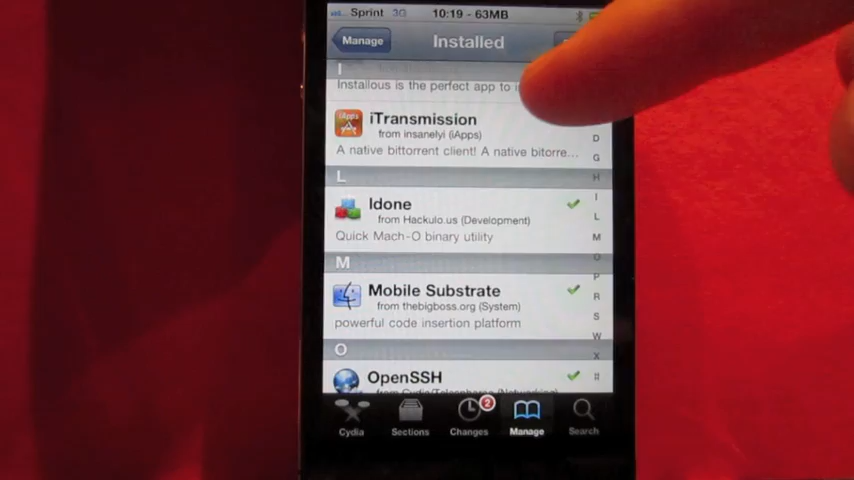 Sprint 3G 10:19 - 63MB
Manage
Installed
I
Installous is the perfect app to
iTransmission
from insanelyi (iApps)
A native bittorrent client! A native bitorre...
L
ldone
from Hackulo.us (Development)
Quick Mach-O binary utility
M
Mobile Substrate
from thebigboss.org (System)
powerful code insertion platform
O
OpenSSH
from Cydia/Telesphoreo (Networking)
D
G
H
I
L
M
O
P
R
S
W
X
#
iApps
Cydia
Sections
Changes
2
Manage
Search